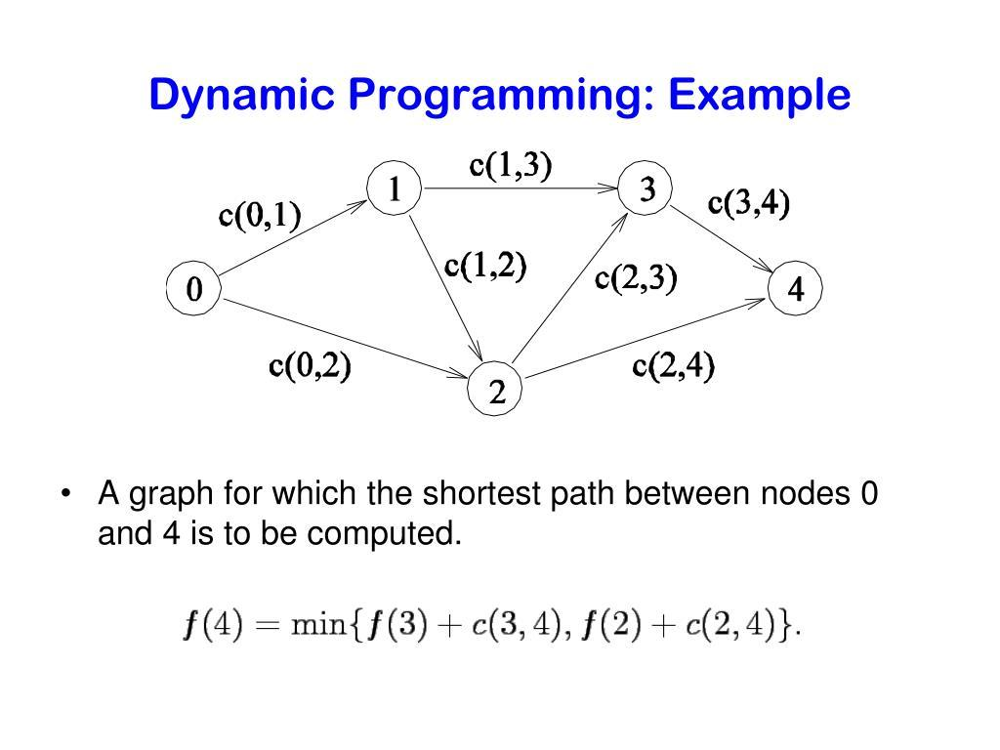 Dynamic Programming: Example
c(1,3)
1
3
c(3,4)
c(0,1)
c(1,2)
c(2,3)
0
4
c(0,2)
c(2,4)
2
• A graph for which the shortest path between nodes 0
and 4 is to be computed.
f(4) = min{f(3) + c(3, 4), f(2) + c(2, 4)}.